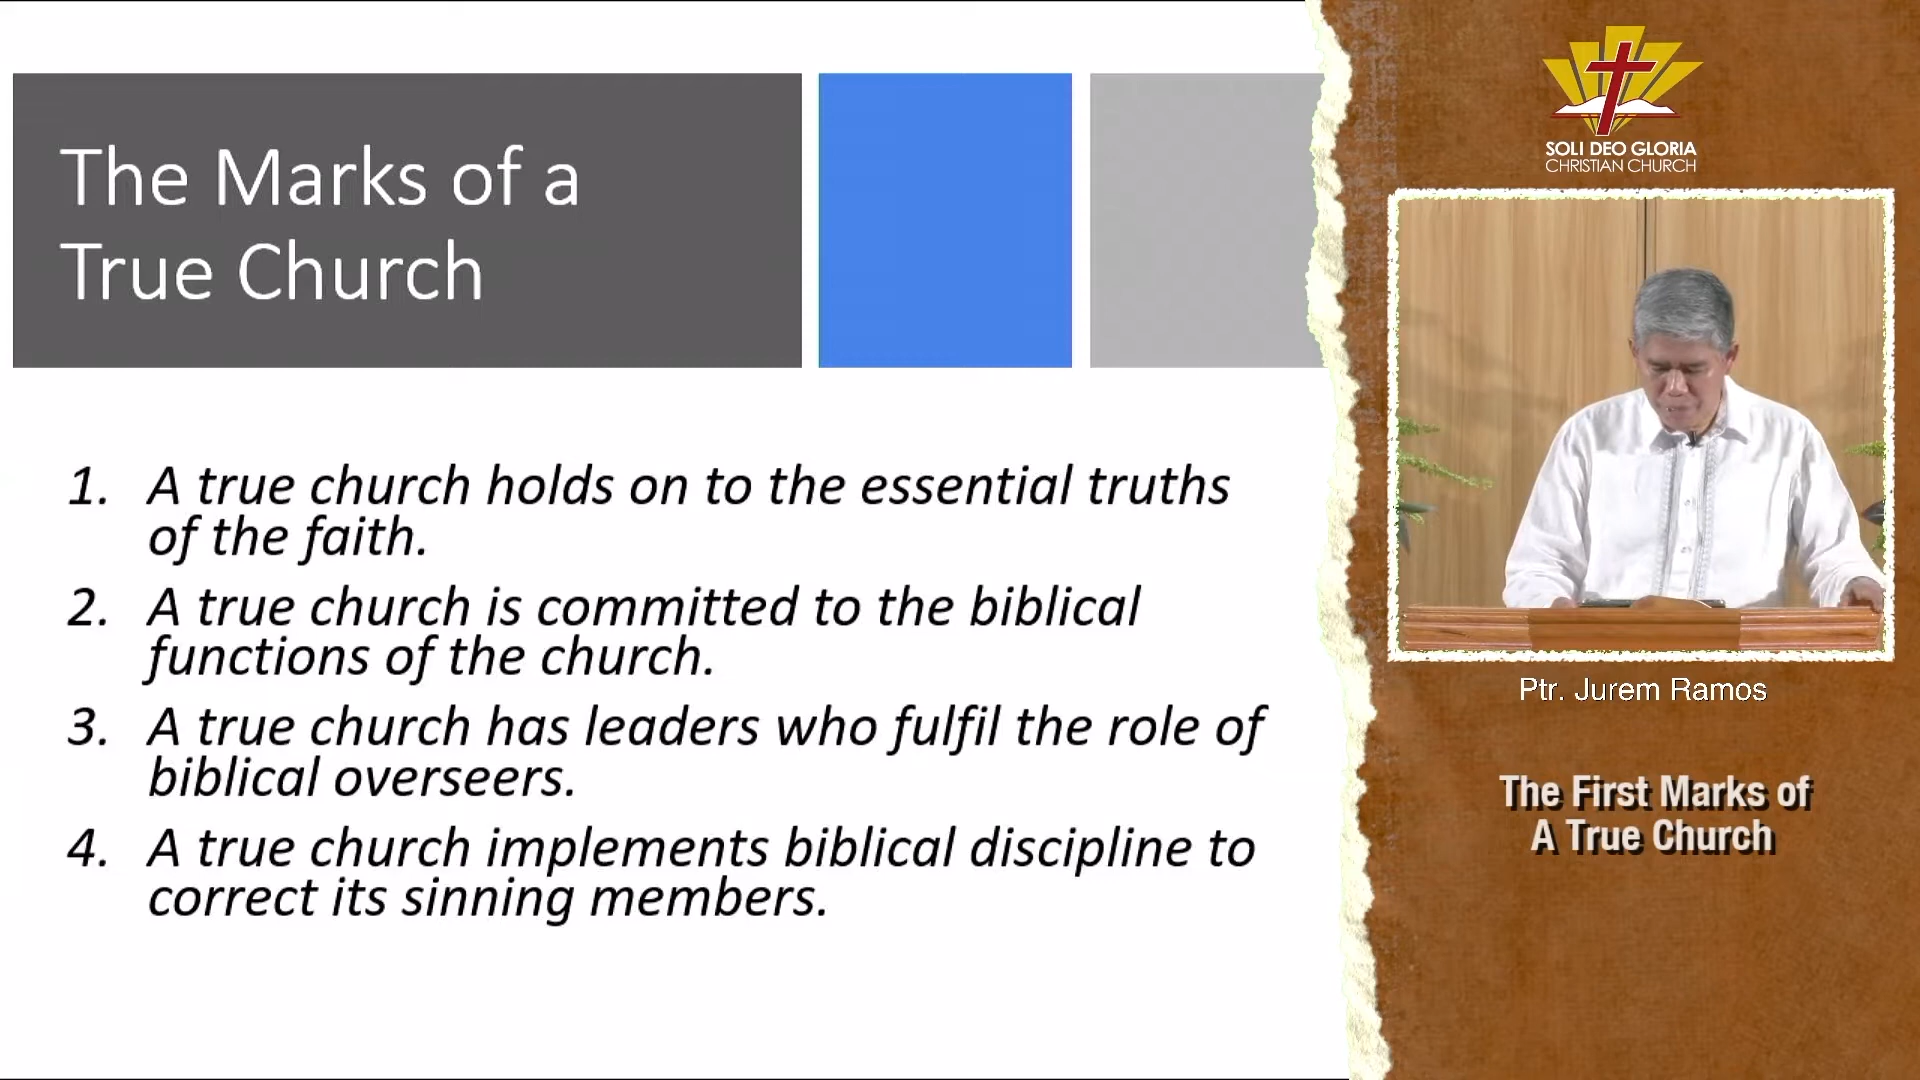 The Marks of a
True Church
1. A true church holds on to the essential truths
of the faith.
2. A true church is committed to the biblical
functions of the church.
3. A true church has leaders who fulfil the role of
biblical overseers.
4. A true church implements biblical discipline to
correct its sinning members.
SOLI DEO GLORIA
CHRISTIAN CHURCH
Ptr. Jurem Ramos
The First Marks of
A True Church